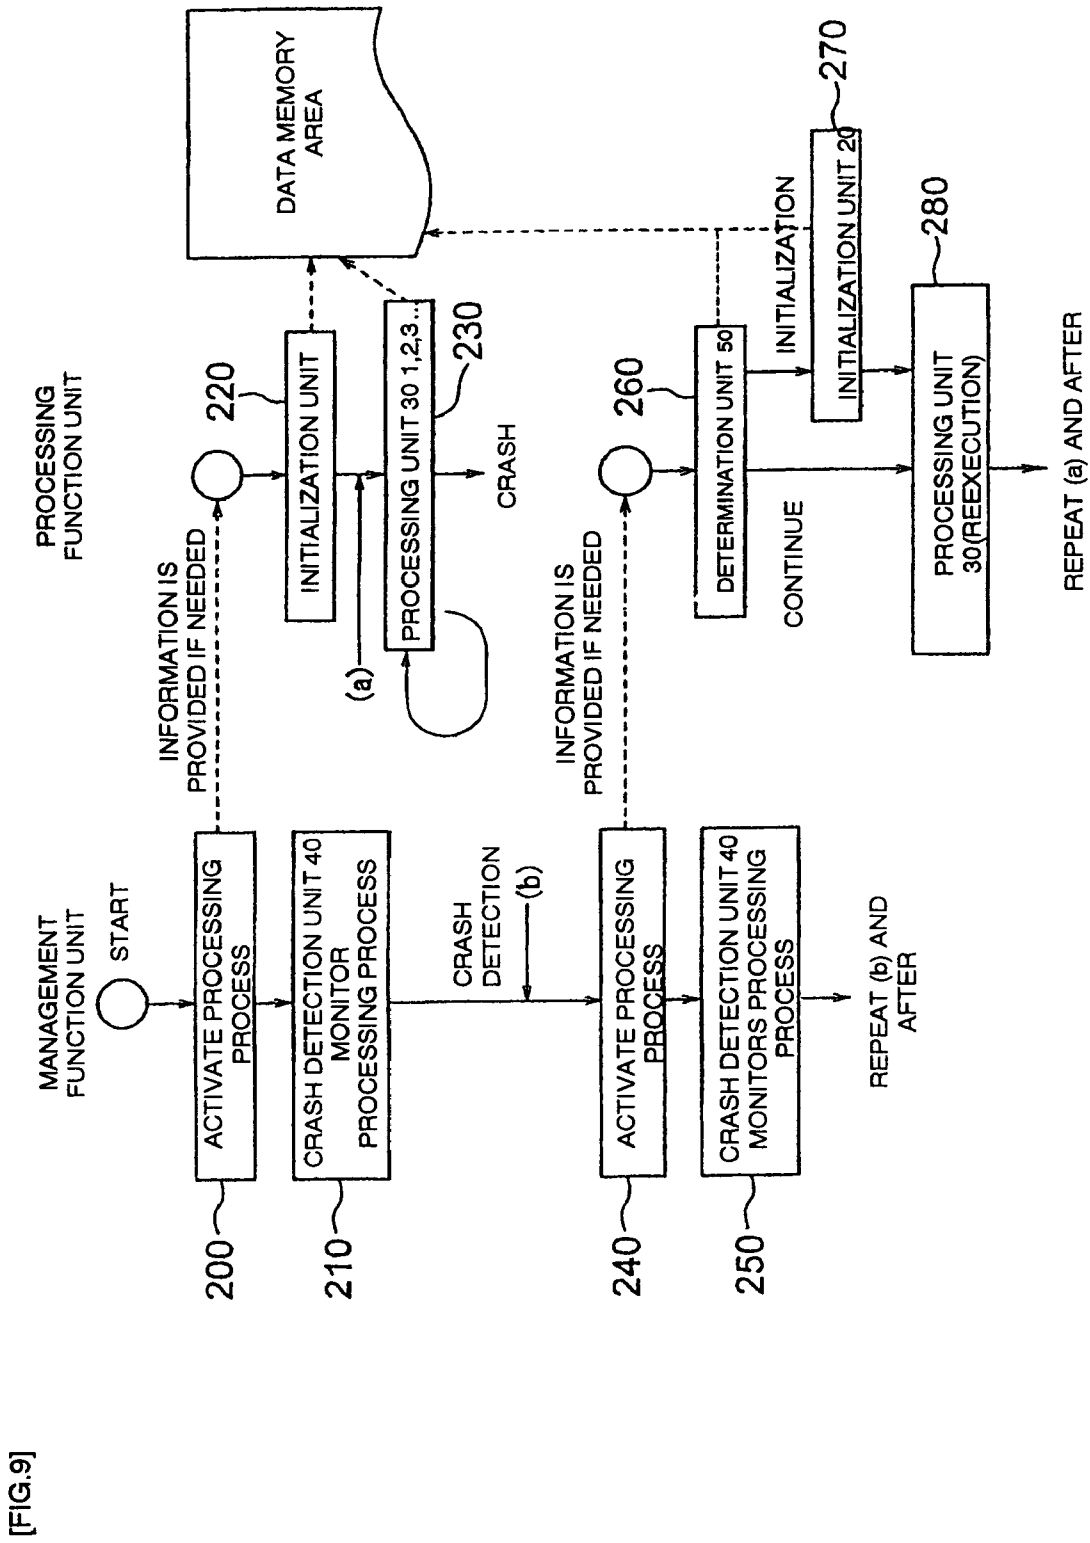 [FIG.9]
MANAGEMENT
FUNCTION UNIT
START
200
ACTIVATE PROCESSING
PROCESS
210
CRASH DETECTION UNIT 40
MONITOR
PROCESSING PROCESS
CRASH
DETECTION
(b)
240
ACTIVATE PROCESSING
PROCESS
250
CRASH DETECTION UNIT 40
MONITORS PROCESSING
PROCESS
REPEAT (b) AND
AFTER
PROCESSING
FUNCTION UNIT
INFORMATION IS
PROVIDED IF NEEDED
220
INITIALIZATION UNIT
(a)
PROCESSING UNIT 30 1,2,3...
230
CRASH
DATA MEMORY
AREA
INFORMATION IS
PROVIDED IF NEEDED
260
DETERMINATION UNIT 50
CONTINUE
INITIALIZATION
270
INITIALIZATION UNIT 20
280
PROCESSING UNIT
30(REEXECUTION)
REPEAT (a) AND AFTER